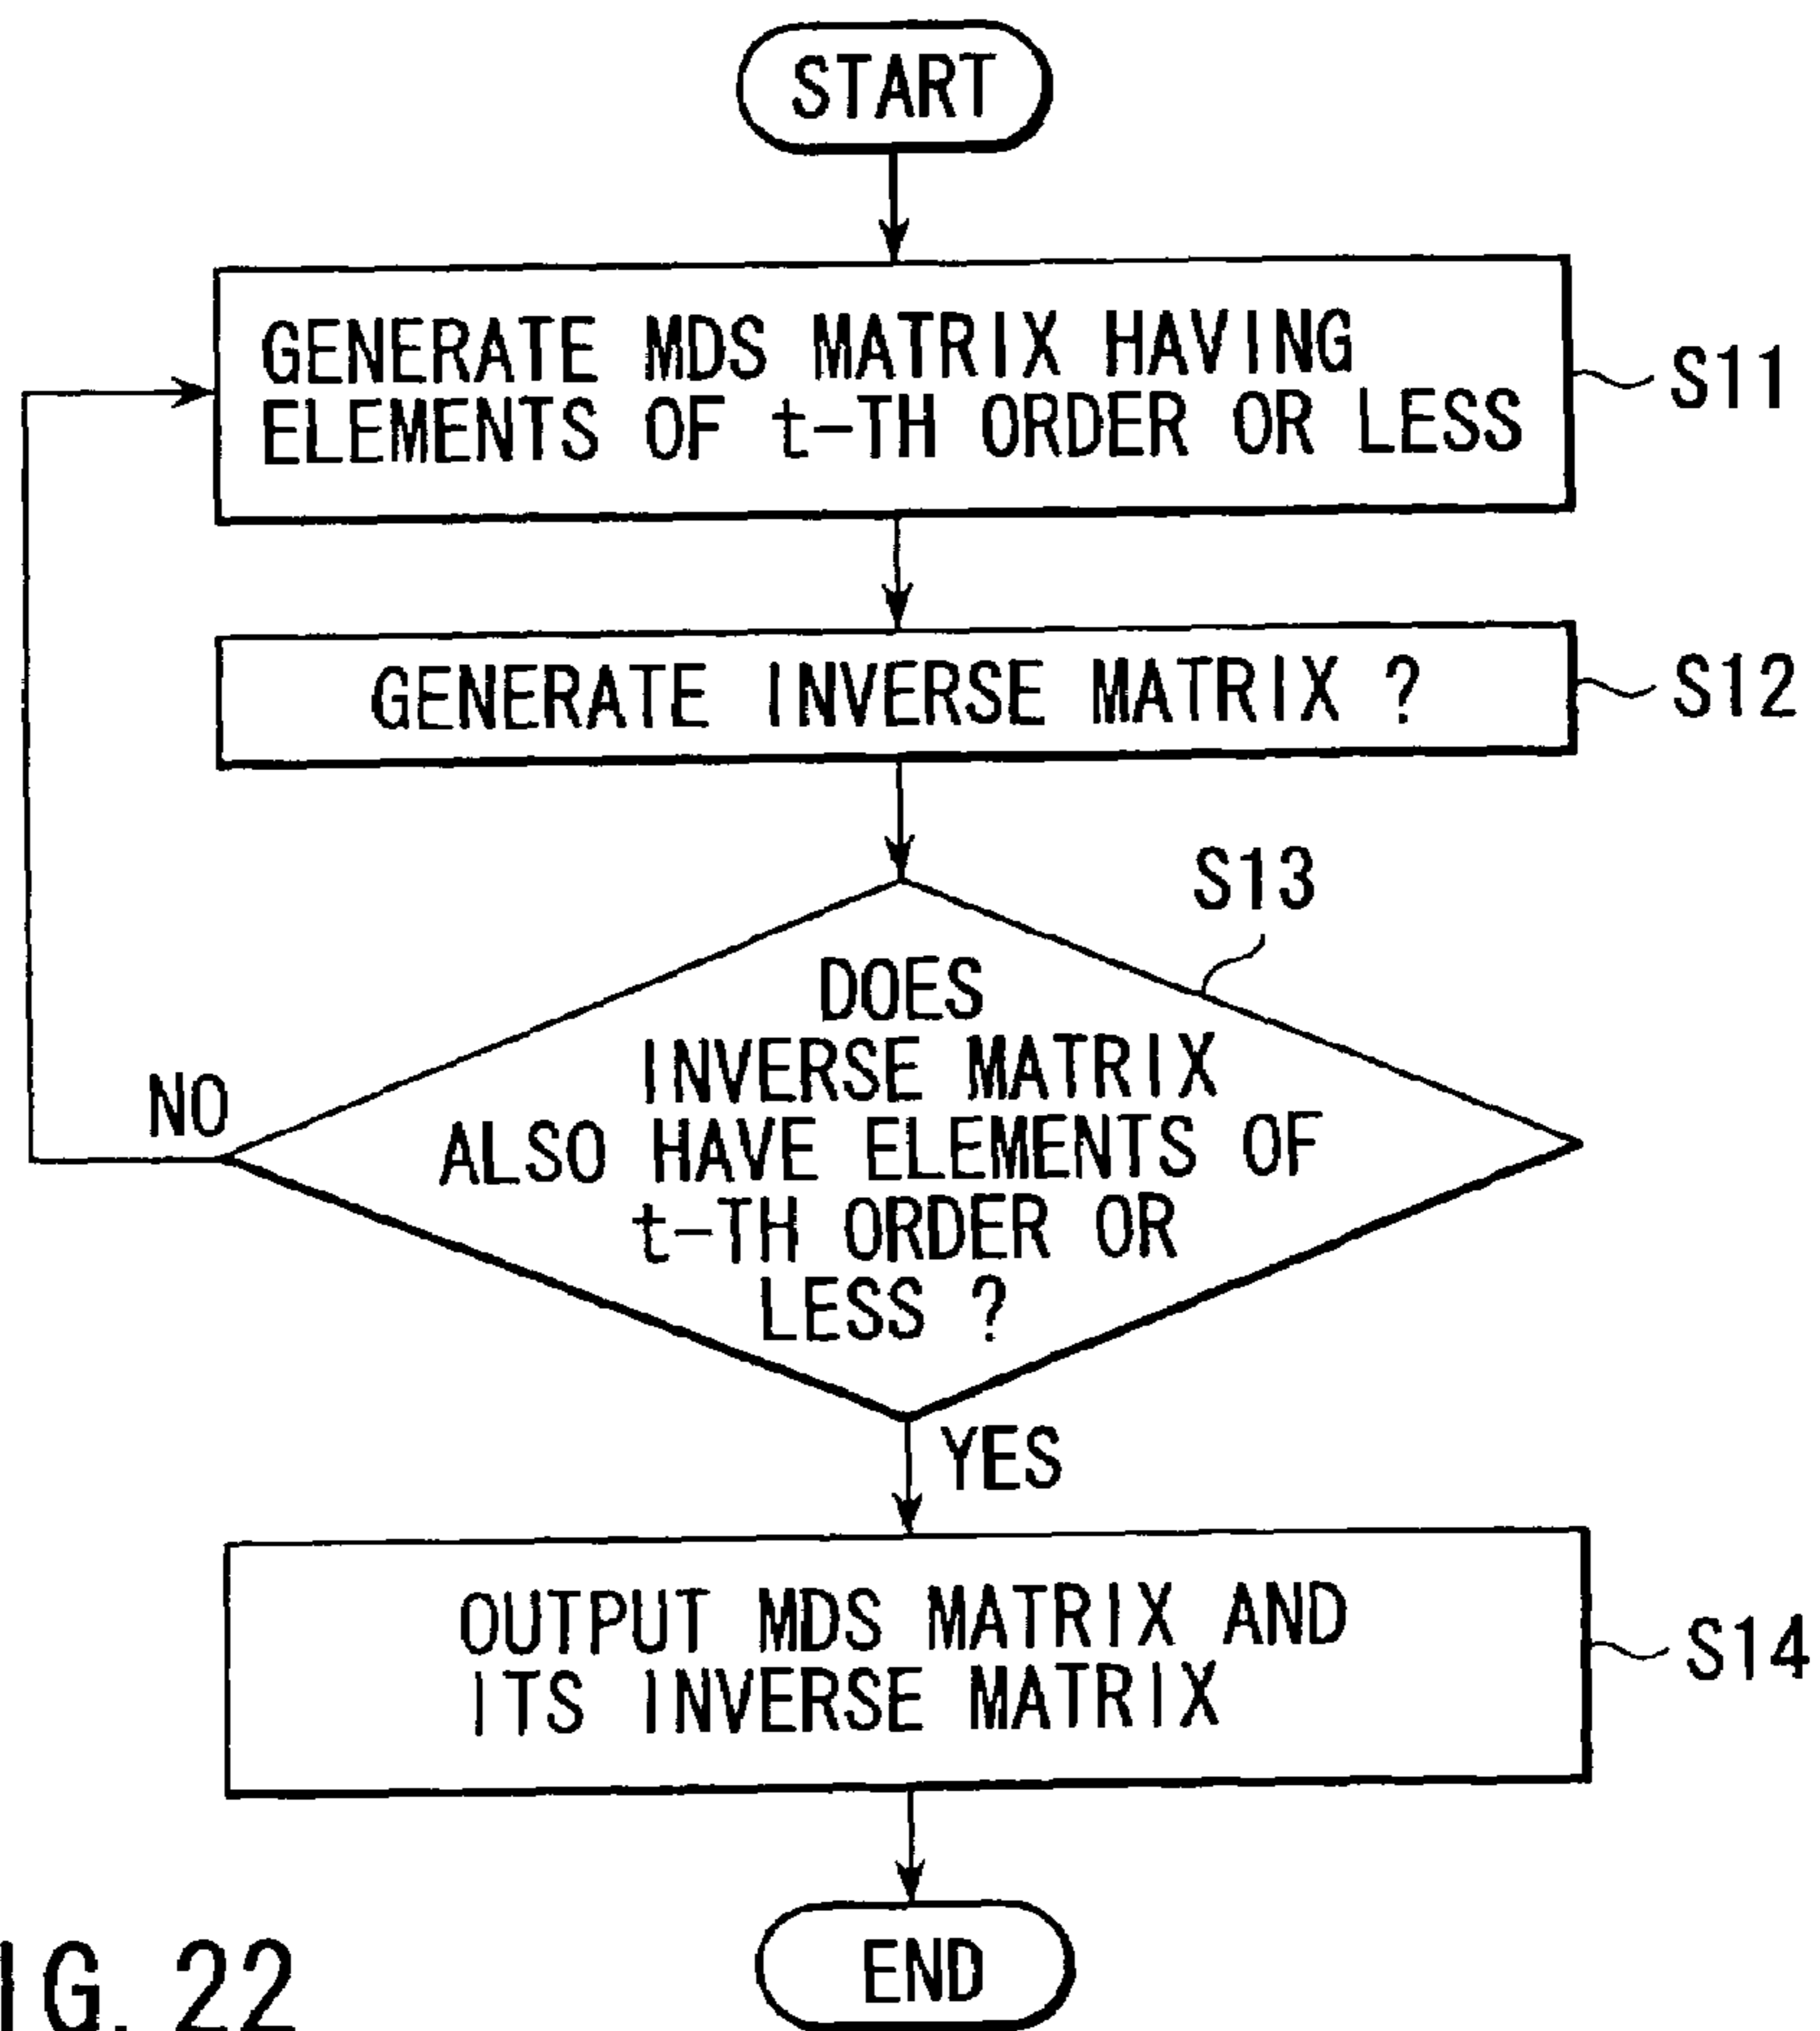 START
GENERATE MDS MATRIX HAVING
ELEMENTS OF t-TH ORDER OR LESS
S11
GENERATE INVERSE MATRIX ?
S12
S13
DOES
INVERSE MATRIX
ALSO HAVE ELEMENTS OF
t-TH ORDER OR
LESS ?
NO
YES
OUTPUT MDS MATRIX AND
ITS INVERSE MATRIX
S14
END
IG. 22